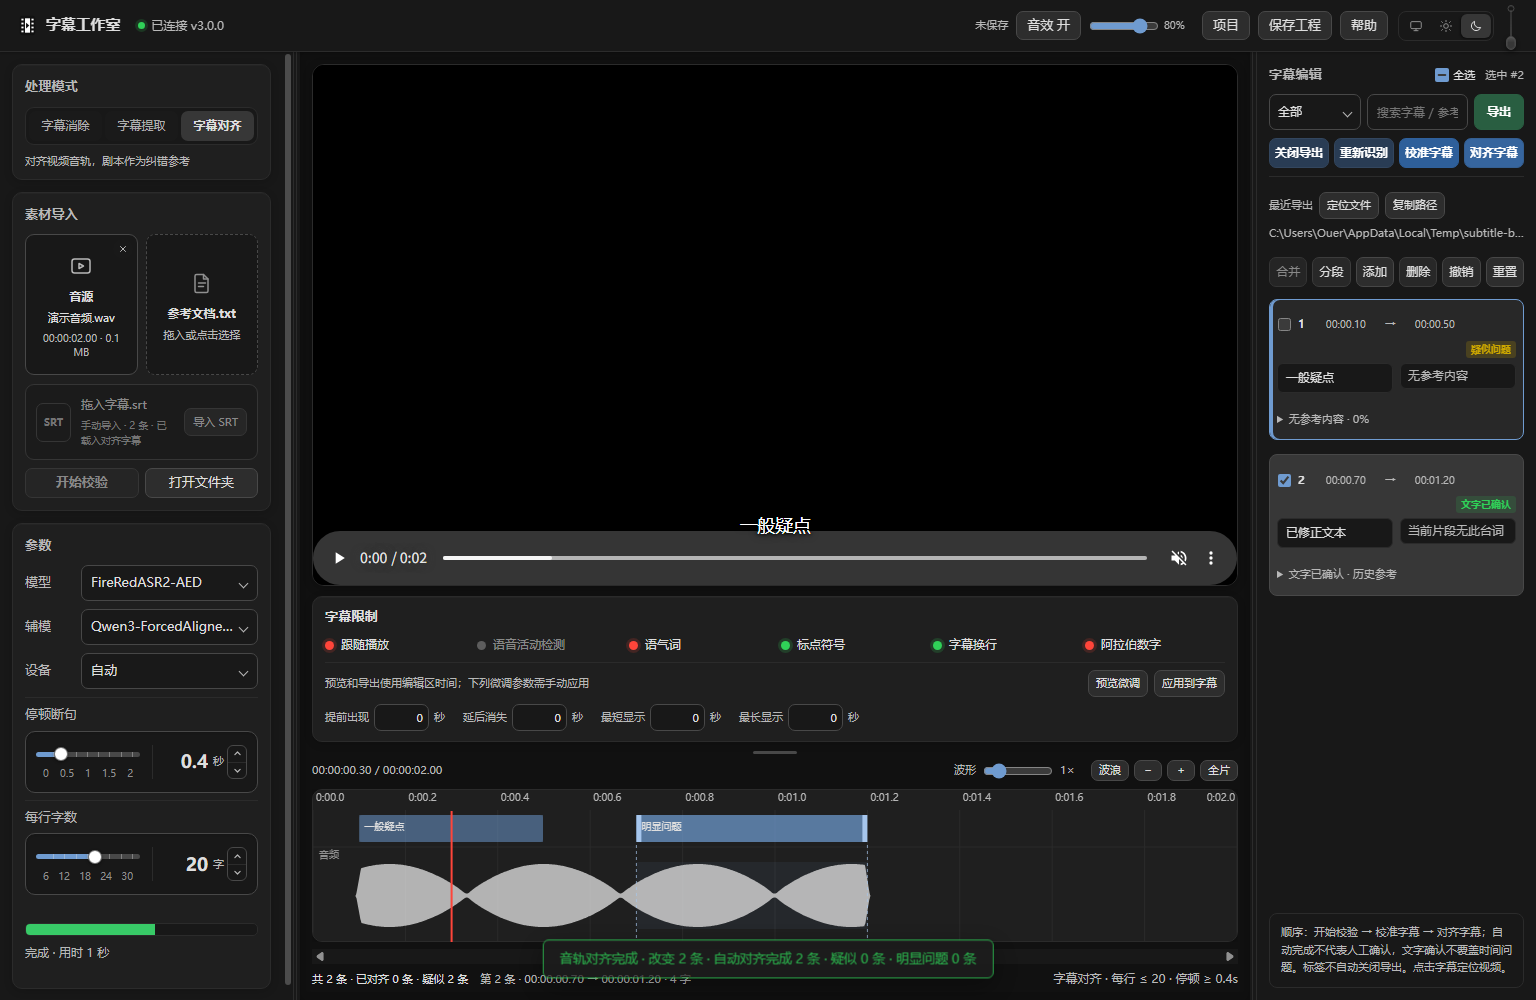 字幕工作室 已连接 v3.0.0
未保存 音效 开 80% 项目 保存工程 帮助
处理模式
字幕消除 字幕提取 字幕对齐
对齐视频音轨，剧本作为纠错参考
素材导入
音源
演示音频.wav
00:00:02.00 · 0.1
MB
参考文档.txt
拖入或点击选择
SRT
拖入字幕.srt
手动导入 · 2 条 · 已
载入对齐字幕
导入 SRT
开始校验 打开文件夹
参数
模型 FireRedASR2-AED
辅模 Qwen3-ForcedAligne...
设备 自动
停顿断句
0 0.5 1 1.5 2
0.4 秒
每行字数
6 12 18 24 30
20 字
完成 · 用时 1 秒
一般疑点
0:00 / 0:02
字幕限制
跟随播放 语音活动检测 语气词 标点符号 字幕换行 阿拉伯数字
预览和导出使用编辑区时间；下列微调参数需手动应用
预览微调 应用到字幕
提前出现 0 秒 延后消失 0 秒 最短显示 0 秒 最长显示 0 秒
00:00:00.30 / 00:00:02.00
波形 1× 波浪 − + 全片
0:00.0 0:00.2 0:00.4 0:00.6 0:00.8 0:01.0 0:01.2 0:01.4 0:01.6 0:01.8 0:02.0
一般疑点 明显问题
音频
音轨对齐完成 · 改变 2 条 · 自动对齐完成 2 条 · 疑似 0 条 · 明显问题 0 条
共 2 条 · 已对齐 0 条 · 疑似 2 条 第 2 条 · 00:00:00.70 → 00:00:01.20 · 4 字
字幕对齐 · 每行 ≤ 20 · 停顿 ≥ 0.4s
字幕编辑 全选 选中 #2
全部 搜索字幕 / 参考 导出
关闭导出 重新识别 校准字幕 对齐字幕
最近导出 定位文件 复制路径
C:\Users\Ouer\AppData\Local\Temp\subtitle-b...
合并 分段 添加 删除 撤销 重置
1 00:00.10 → 00:00.50
疑似问题
一般疑点 无参考内容
无参考内容 · 0%
2 00:00.70 → 00:01.20
文字已确认
已修正文本 当前片段无此台词
文字已确认 · 历史参考
顺序：开始校验 → 校准字幕 → 对齐字幕；自
动完成不代表人工确认，文字确认不覆盖时间问
题。标签不自动关闭导出。点击字幕定位视频。